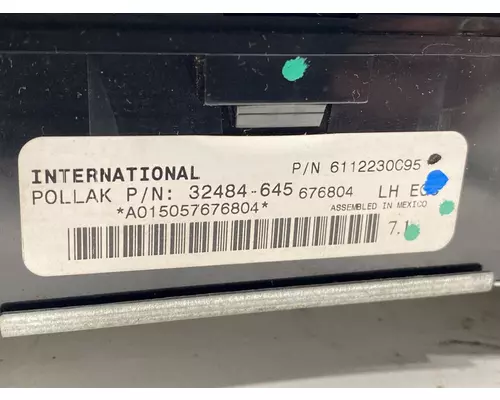 INTERNATIONAL P/N 6112230C95
POLLAK P/N: 32484-645 676804 LH
*A015057676804* ASSEMBLED IN MEXICO